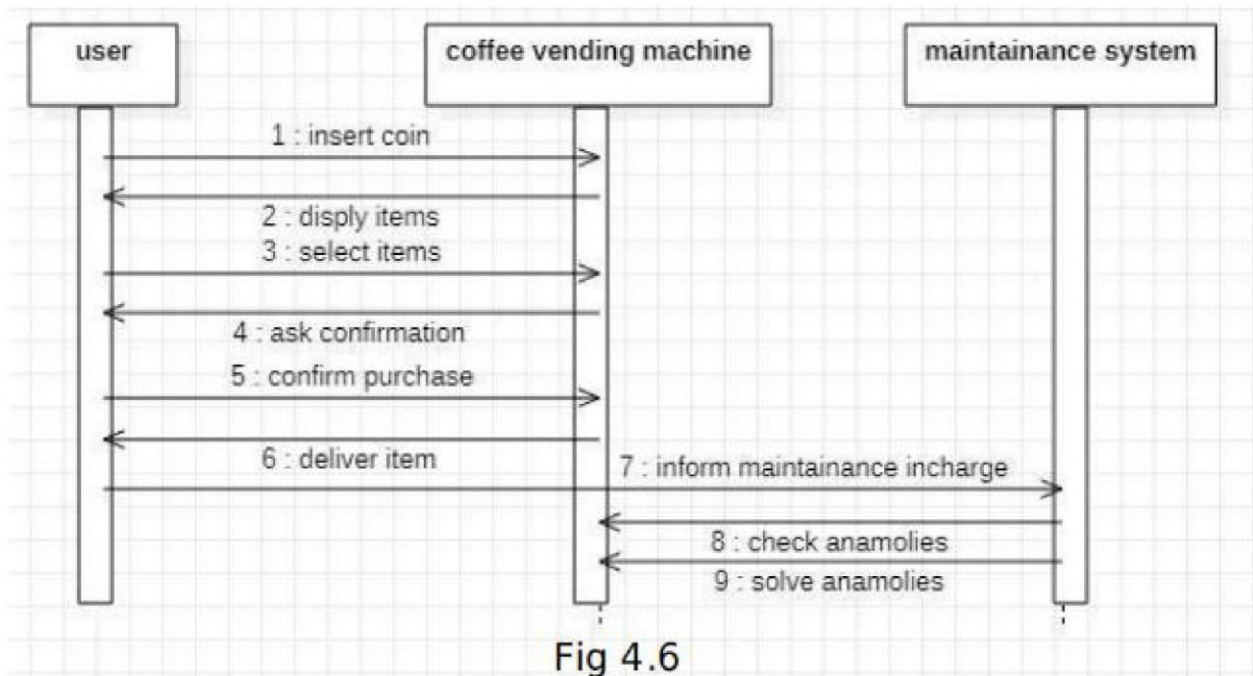 user
coffee vending machine
maintainance system
1 : insert coin
2 : disply items
3 : select items
4 : ask confirmation
5 : confirm purchase
6 : deliver item
7 : inform maintainance incharge
8 : check anamolies
9 : solve anamolies
Fig 4.6